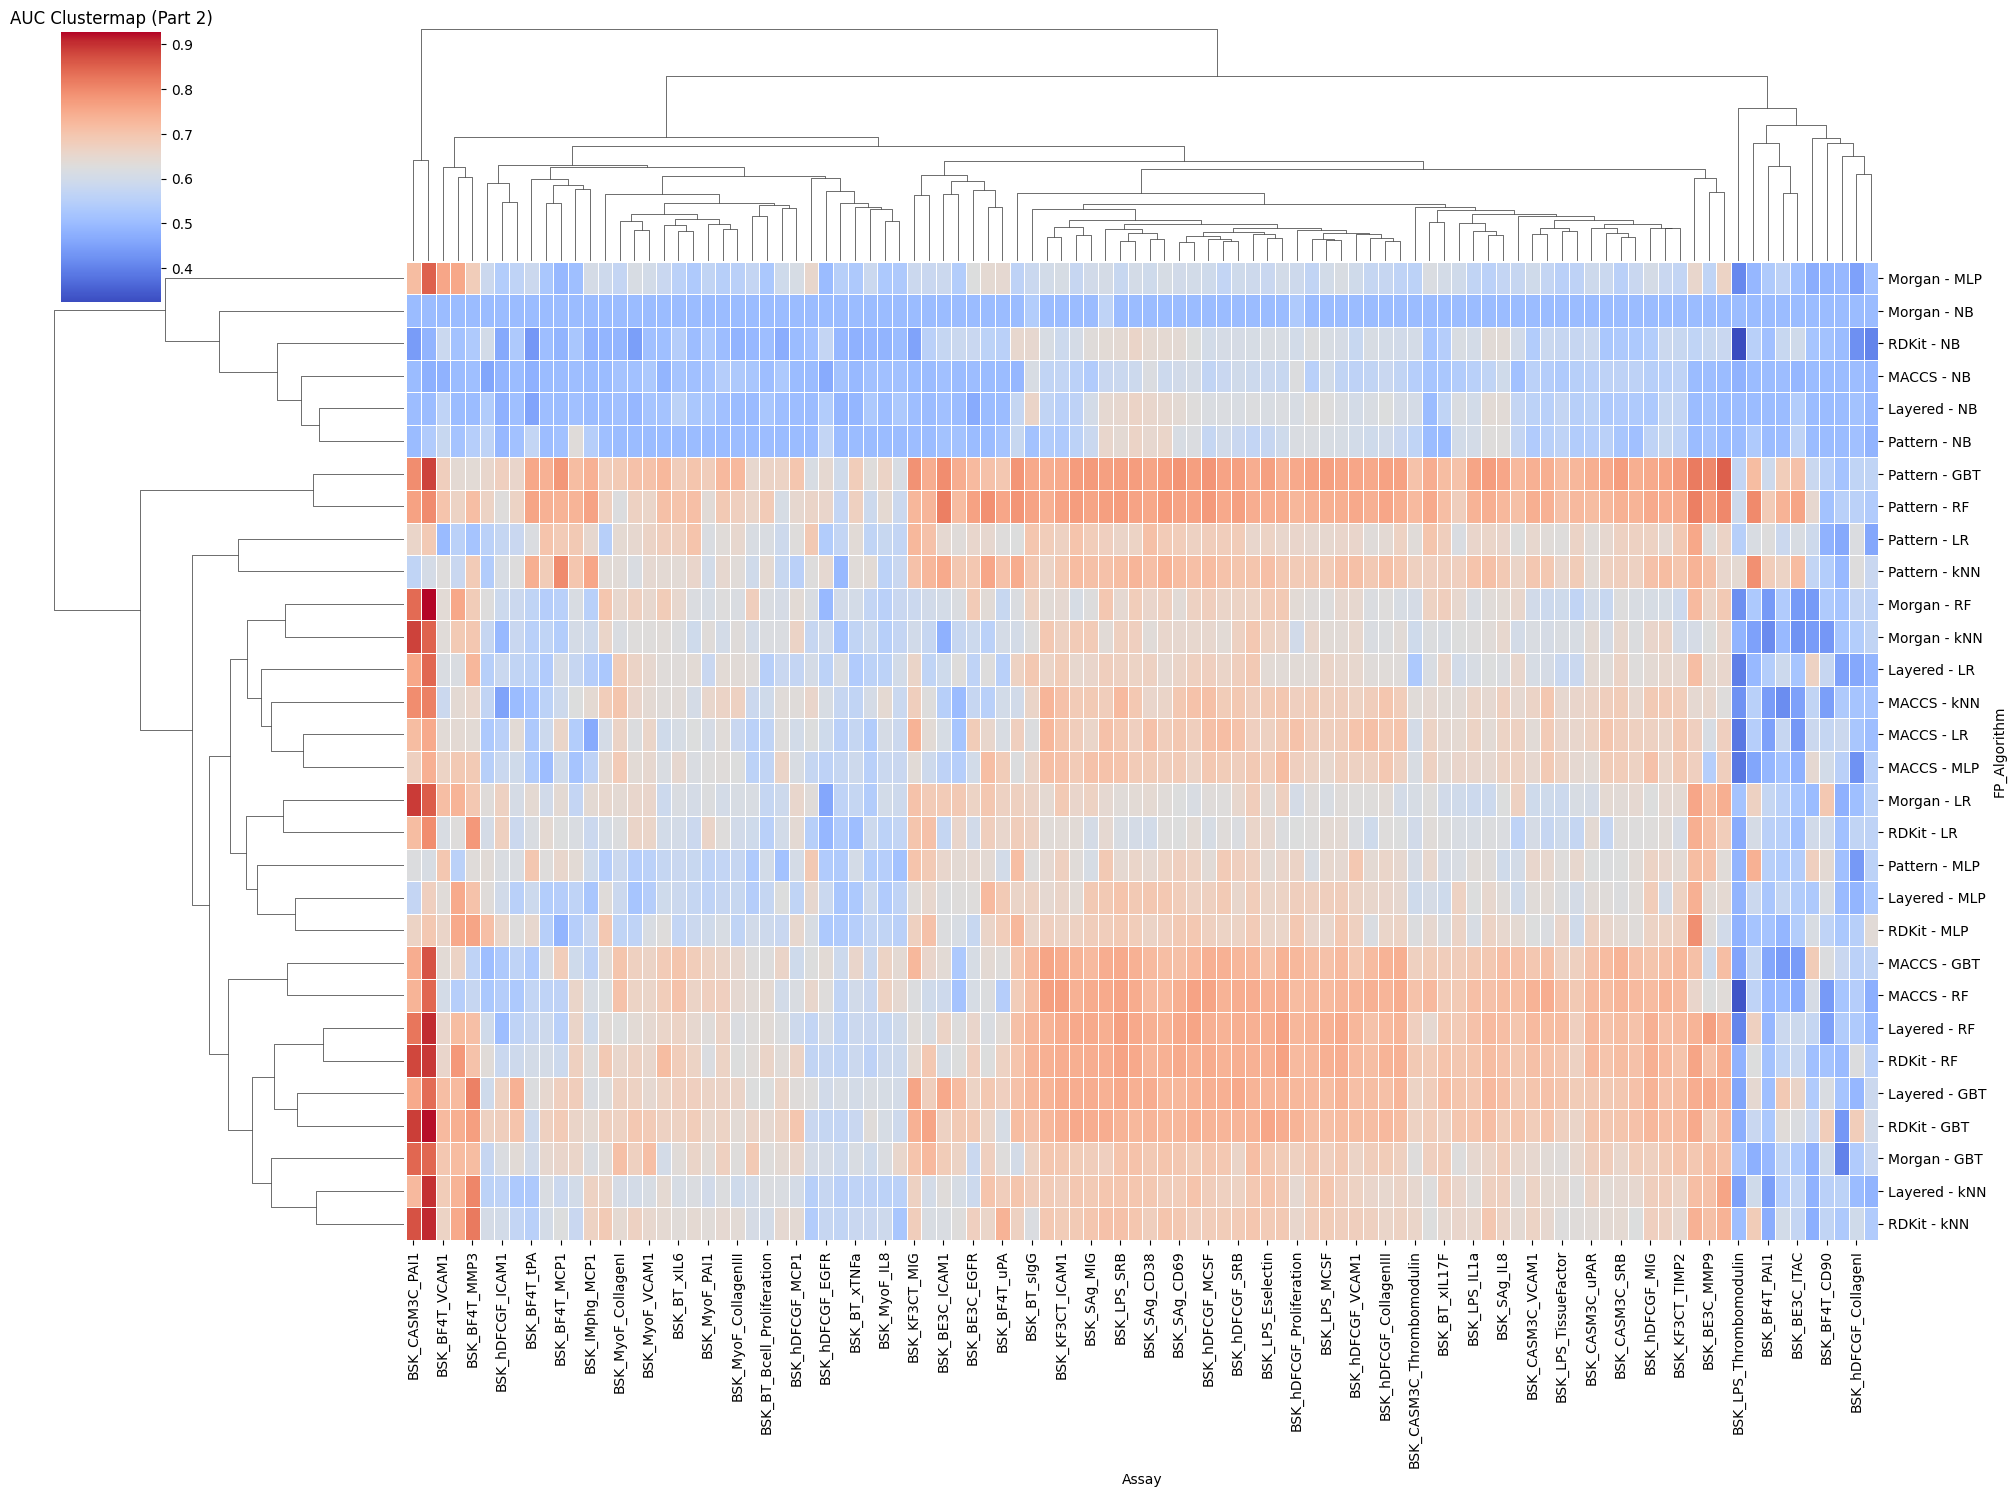 AUC Clustermap (Part 2)
0.9
0.8
0.7
0.6
0.5
0.4
Morgan - MLP
Morgan - NB
RDKit - NB
MACCS - NB
Layered - NB
Pattern - NB
Pattern - GBT
Pattern - RF
Pattern - LR
Pattern - kNN
Morgan - RF
Morgan - kNN
Layered - LR
MACCS - kNN
MACCS - LR
MACCS - MLP
Morgan - LR
RDKit - LR
Pattern - MLP
Layered - MLP
RDKit - MLP
MACCS - GBT
MACCS - RF
Layered - RF
RDKit - RF
Layered - GBT
RDKit - GBT
Morgan - GBT
Layered - kNN
RDKit - kNN
FP_Algorithm
BSK_CASM3C_PAI1
BSK_BF4T_VCAM1
BSK_BF4T_MMP3
BSK_hDFCGF_ICAM1
BSK_BF4T_tPA
BSK_BF4T_MCP1
BSK_IMphg_MCP1
BSK_MyoF_CollagenI
BSK_MyoF_VCAM1
BSK_BT_xIL6
BSK_MyoF_PAI1
BSK_MyoF_CollagenIII
BSK_BT_Bcell_Proliferation
BSK_hDFCGF_MCP1
BSK_hDFCGF_EGFR
BSK_BT_xTNFa
BSK_MyoF_IL8
BSK_KF3CT_MIG
BSK_BE3C_ICAM1
BSK_BE3C_EGFR
BSK_BF4T_uPA
BSK_BT_sIgG
BSK_KF3CT_ICAM1
BSK_SAg_MIG
BSK_LPS_SRB
BSK_SAg_CD38
BSK_SAg_CD69
BSK_hDFCGF_MCSF
BSK_hDFCGF_SRB
BSK_LPS_Eselectin
BSK_hDFCGF_Proliferation
BSK_LPS_MCSF
BSK_hDFCGF_VCAM1
BSK_hDFCGF_CollagenIII
BSK_CASM3C_Thrombomodulin
BSK_BT_xIL17F
BSK_LPS_IL1a
BSK_SAg_IL8
BSK_CASM3C_VCAM1
BSK_LPS_TissueFactor
BSK_CASM3C_uPAR
BSK_CASM3C_SRB
BSK_hDFCGF_MIG
BSK_KF3CT_TIMP2
BSK_BE3C_MMP9
BSK_LPS_Thrombomodulin
BSK_BF4T_PAI1
BSK_BE3C_ITAC
BSK_BF4T_CD90
BSK_hDFCGF_CollagenI
Assay